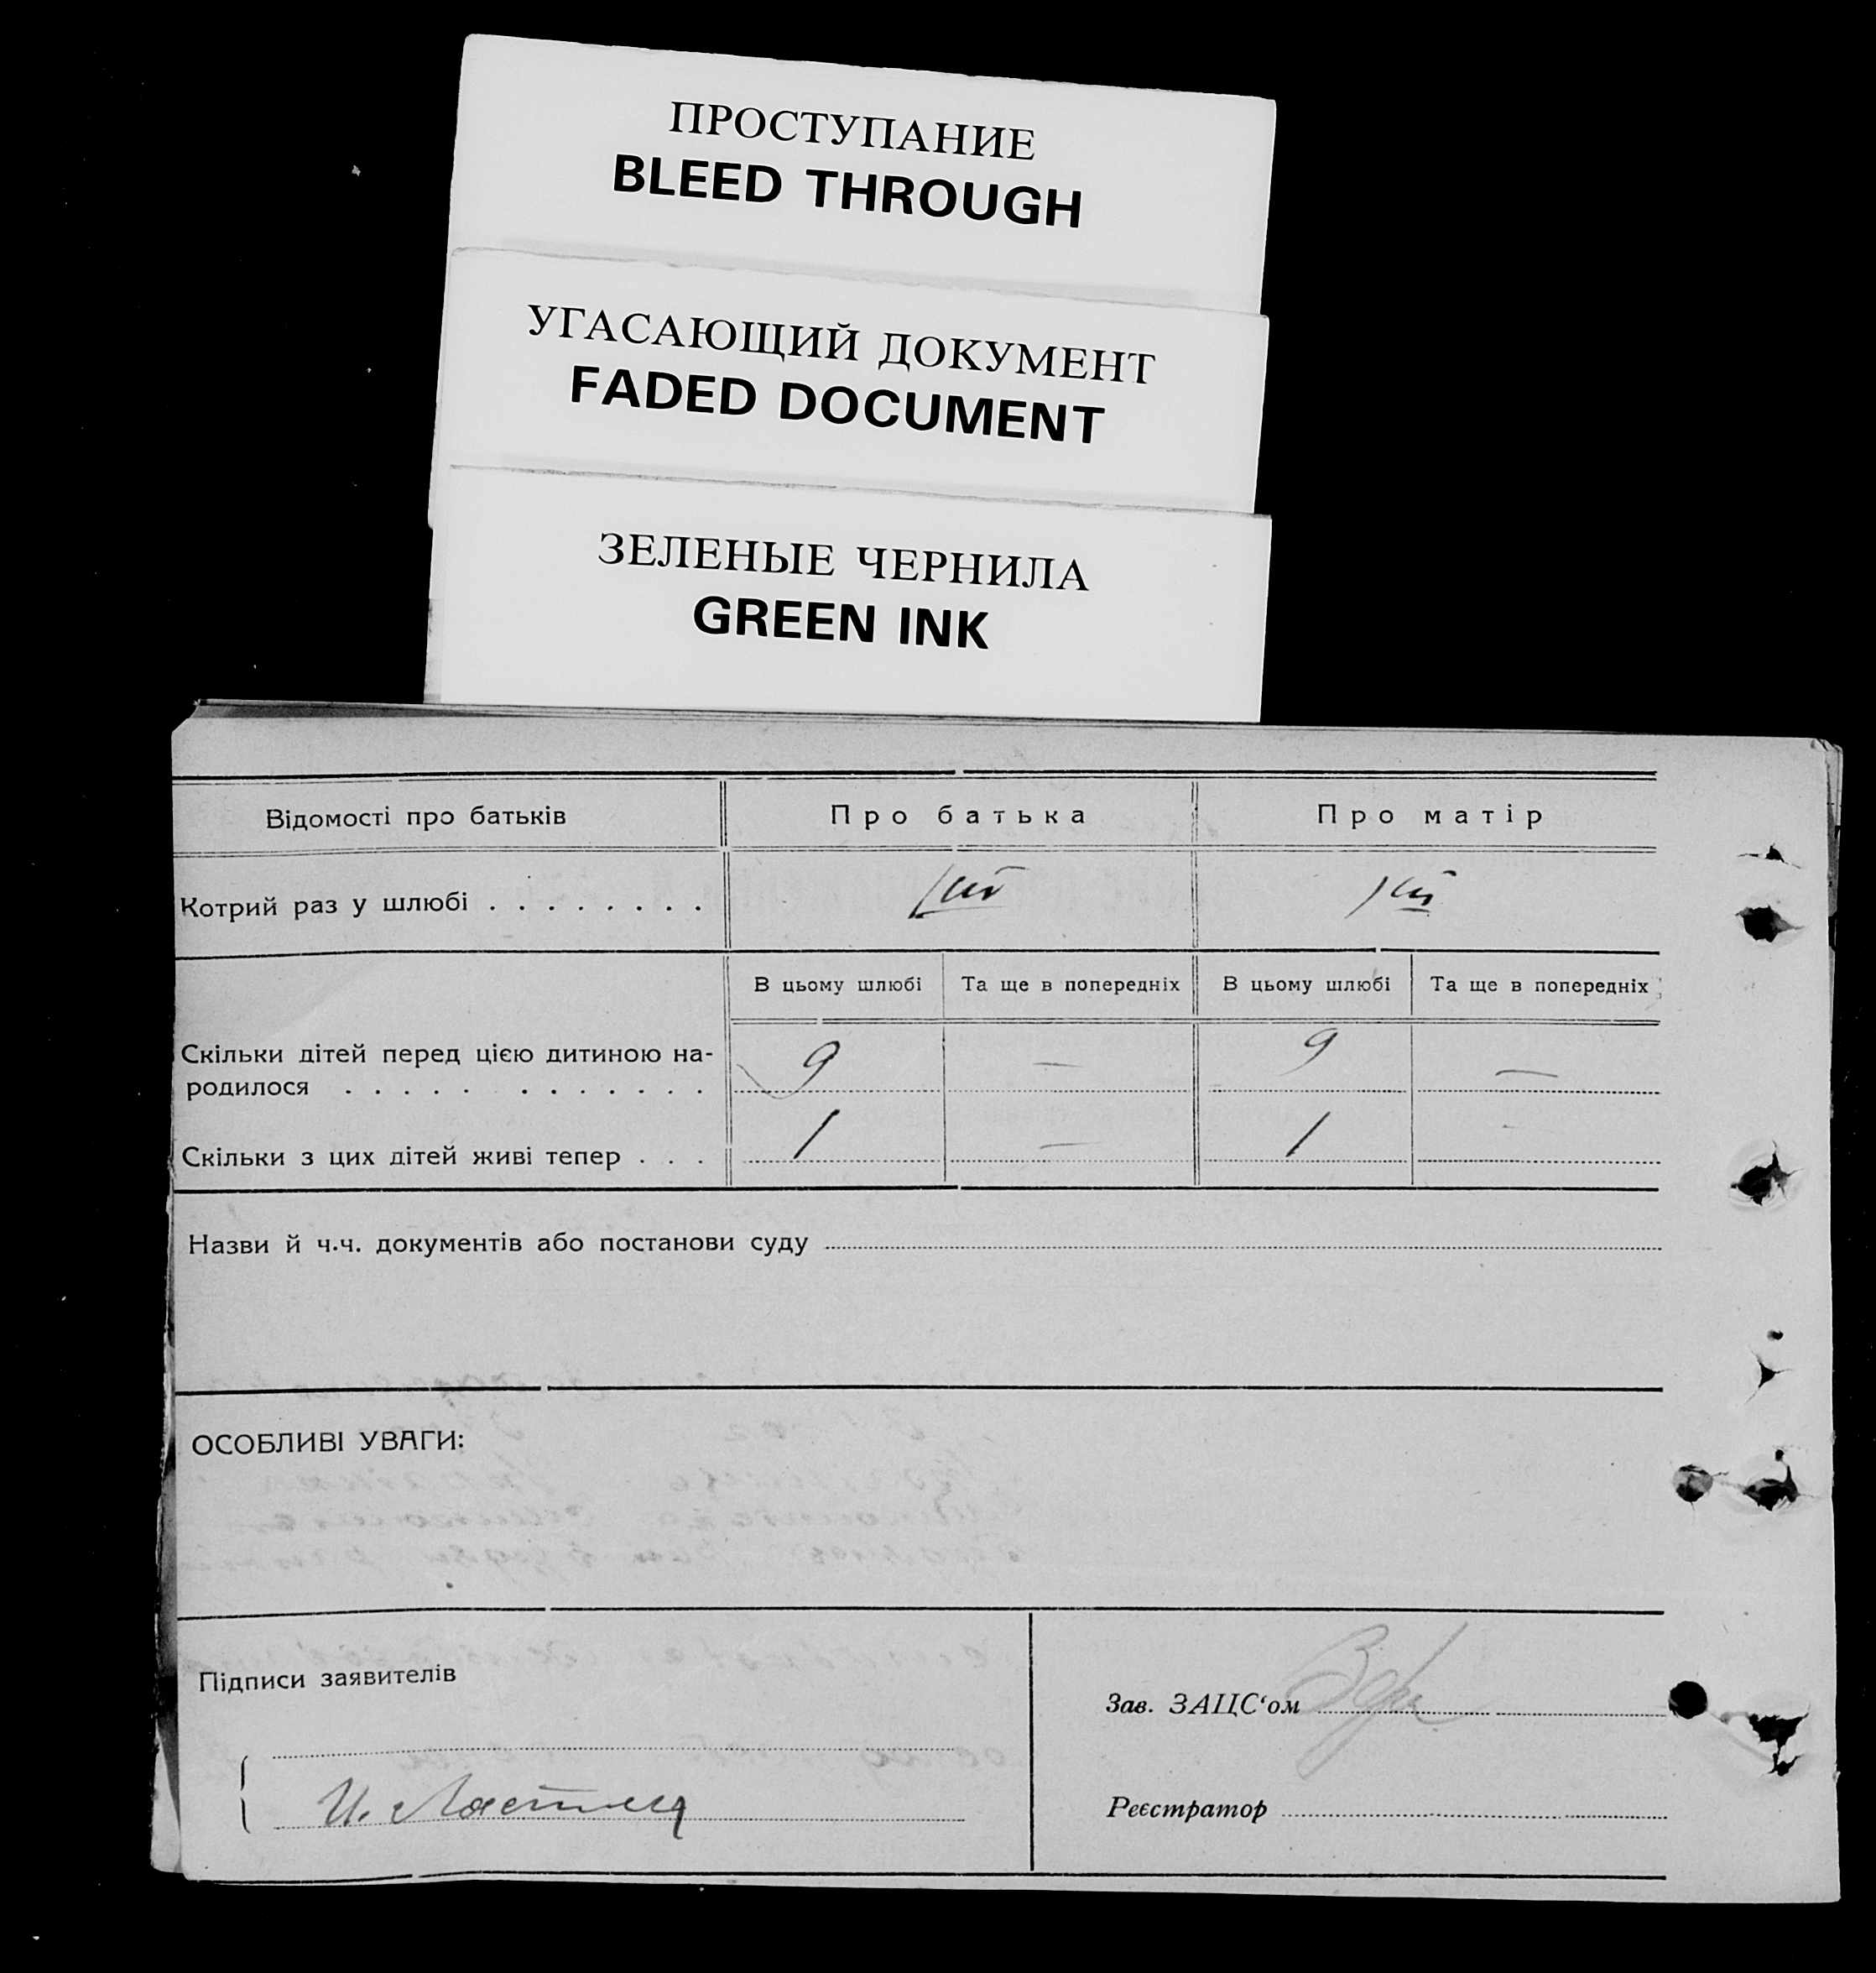 ПРОСТУПАНИЕ
BLEED THROUGH
УГАСАЮЩИЙ ДОКУМЕНТ
FADED DOCUMENT
ЗЕЛЕНЫЕ ЧЕРНИЛА
GREEN INK
Відомості про батьків Про батька Про матір
Котрий раз у шлюбі . . . . . . . .
В цьому шлюбі Та ще в попередніх В цьому шлюбі Та ще в попередніх
Скільки дітей перед цією дитиною на-
родилося . . . . . . . . . . . . 9 — 9 —
Скільки з цих дітей живі тепер . . . 1 — 1 -
Назви й ч.ч. документів або постанови суду
ОСОБЛИВІ УВАГИ:
Підписи заявителів
Зав. ЗАЦС‘ом
И.
Реєстратор